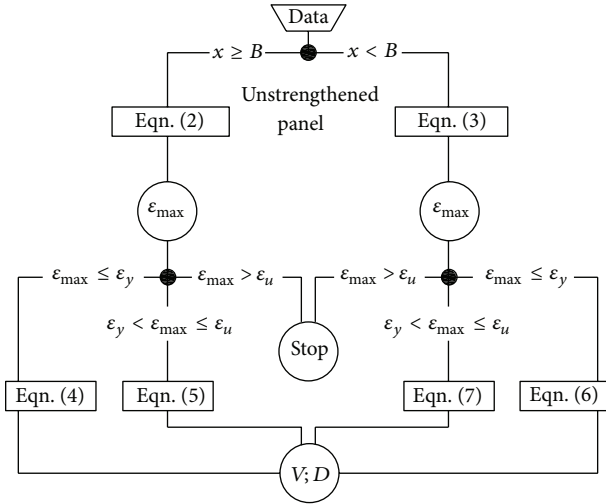 Data
x ≥ B
x < B
Unstrengthened
panel
Eqn. (2)
Eqn. (3)
ε_max
ε_max
ε_max ≤ ε_y
ε_max > ε_u
ε_max > ε_u
ε_max ≤ ε_y
ε_y < ε_max ≤ ε_u
ε_y < ε_max ≤ ε_u
Stop
Eqn. (4)
Eqn. (5)
Eqn. (7)
Eqn. (6)
V; D